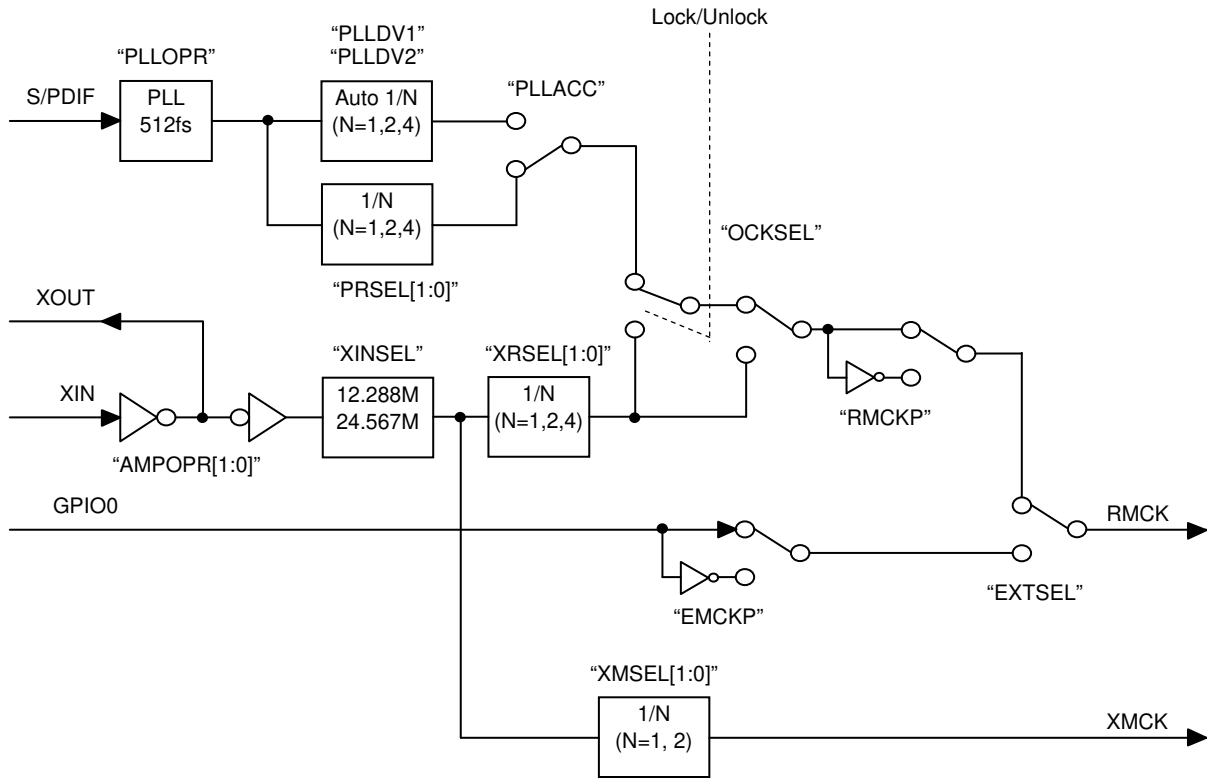 Lock/Unlock
“PLLDV1”
“PLLDV2”
“PLLOPR”
“PLLACC”
S/PDIF
PLL
512fs
Auto 1/N
(N=1,2,4)
1/N
(N=1,2,4)
“OCKSEL”
“PRSEL[1:0]”
XOUT
“XINSEL”
“XRSEL[1:0]”
XIN
12.288M
24.567M
1/N
(N=1,2,4)
“RMCKP”
“AMPOPR[1:0]”
GPIO0
RMCK
“EMCKP”
“EXTSEL”
“XMSEL[1:0]”
1/N
(N=1, 2)
XMCK